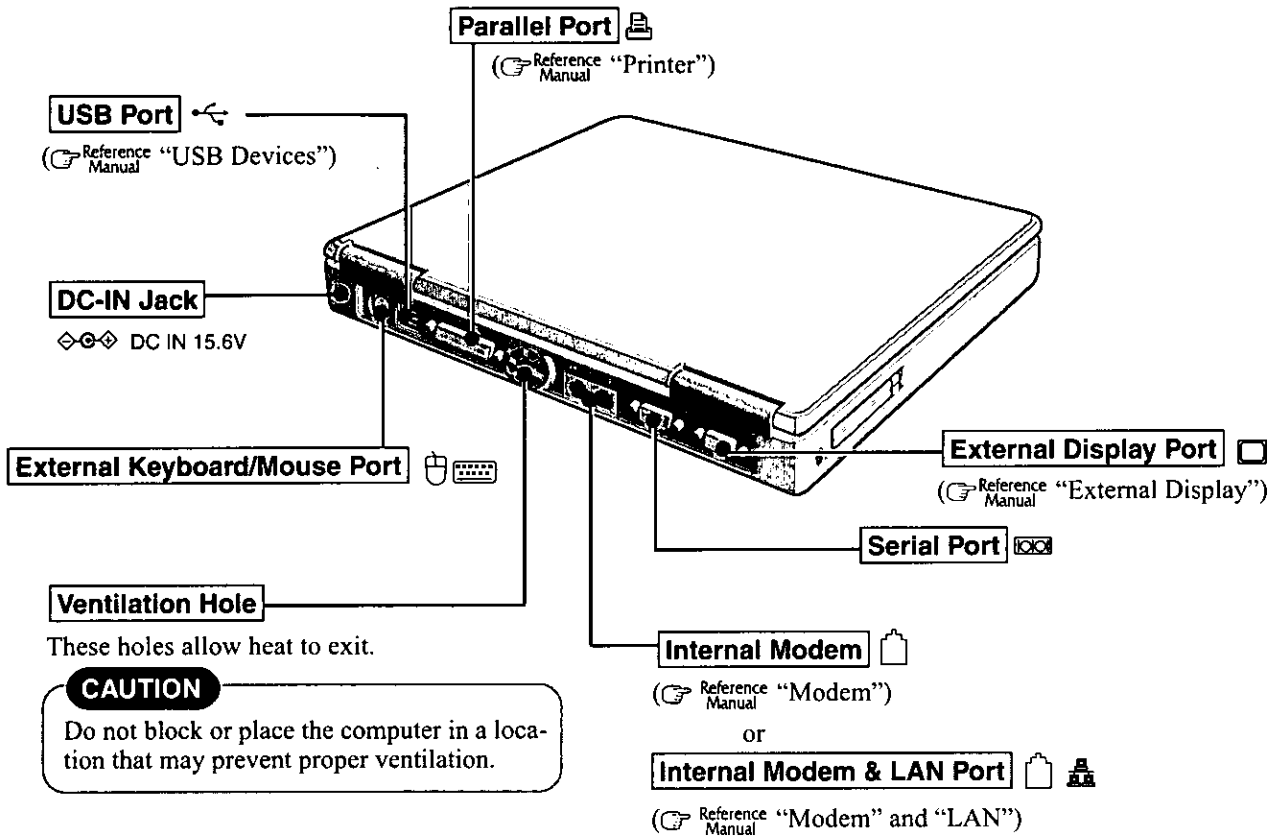 Parallel Port
(Reference Manual "Printer")
USB Port
(Reference Manual "USB Devices")
DC-IN Jack
DC IN 15.6V
External Keyboard/Mouse Port
External Display Port
(Reference Manual "External Display")
Serial Port
Ventilation Hole
These holes allow heat to exit.
CAUTION
Do not block or place the computer in a loca-
tion that may prevent proper ventilation.
Internal Modem
(Reference Manual "Modem")
or
Internal Modem & LAN Port
(Reference Manual "Modem" and "LAN")